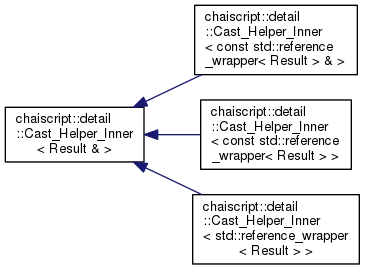 chaiscript::detail
::Cast_Helper_Inner
< const std::reference
_wrapper< Result > & >
chaiscript::detail
::Cast_Helper_Inner
< Result & >
chaiscript::detail
::Cast_Helper_Inner
< const std::reference
_wrapper< Result > >
chaiscript::detail
::Cast_Helper_Inner
< std::reference_wrapper
< Result > >